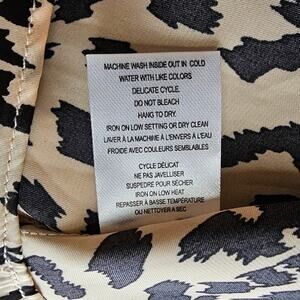 MACHINE WASH INSIDE OUT IN COLD
WATER WITH LIKE COLORS
DELICATE CYCLE.
DO NOT BLEACH
HANG TO DRY.
IRON ON LOW SETTING OR DRY CLEAN
LAVER À LA MACHINE À L'ENVERS À L'EAU
FROIDE AVEC COULEURS SEMBLABLES
CYCLE DÉLICAT
NE PAS JAVELLISER
SUSPEDRE POUR SÉCHER
IRON ON LOW HEAT
REPASSER À BASSE TEMPÉRATURE
OU NETTOYER A SEC